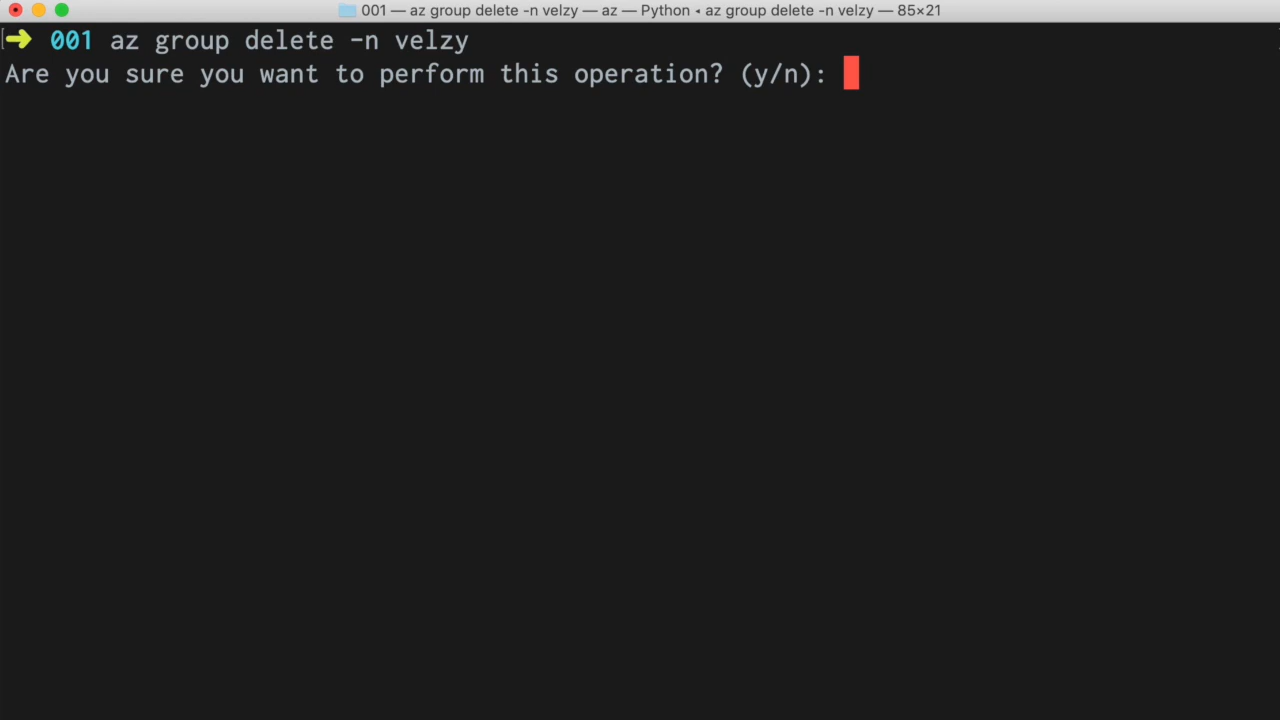 001 — az group delete -n velzy — az — Python ◂ az group delete -n velzy — 85×21
➜ 001 az group delete -n velzy
Are you sure you want to perform this operation? (y/n):